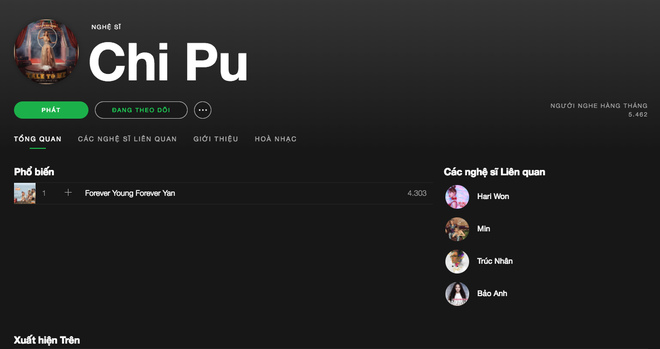 NGHỆ SĨ
Chi Pu
PHÁT
ĐANG THEO DÕI
NGƯỜI NGHE HÀNG THÁNG
5.462
TỔNG QUAN
CÁC NGHỆ SĨ LIÊN QUAN
GIỚI THIỆU
HOÀ NHẠC
Phổ biến
1 Forever Young Forever Yan 4.303
Các nghệ sĩ Liên quan
Hari Won
Min
Trúc Nhân
Bảo Anh
Xuất hiện Trên